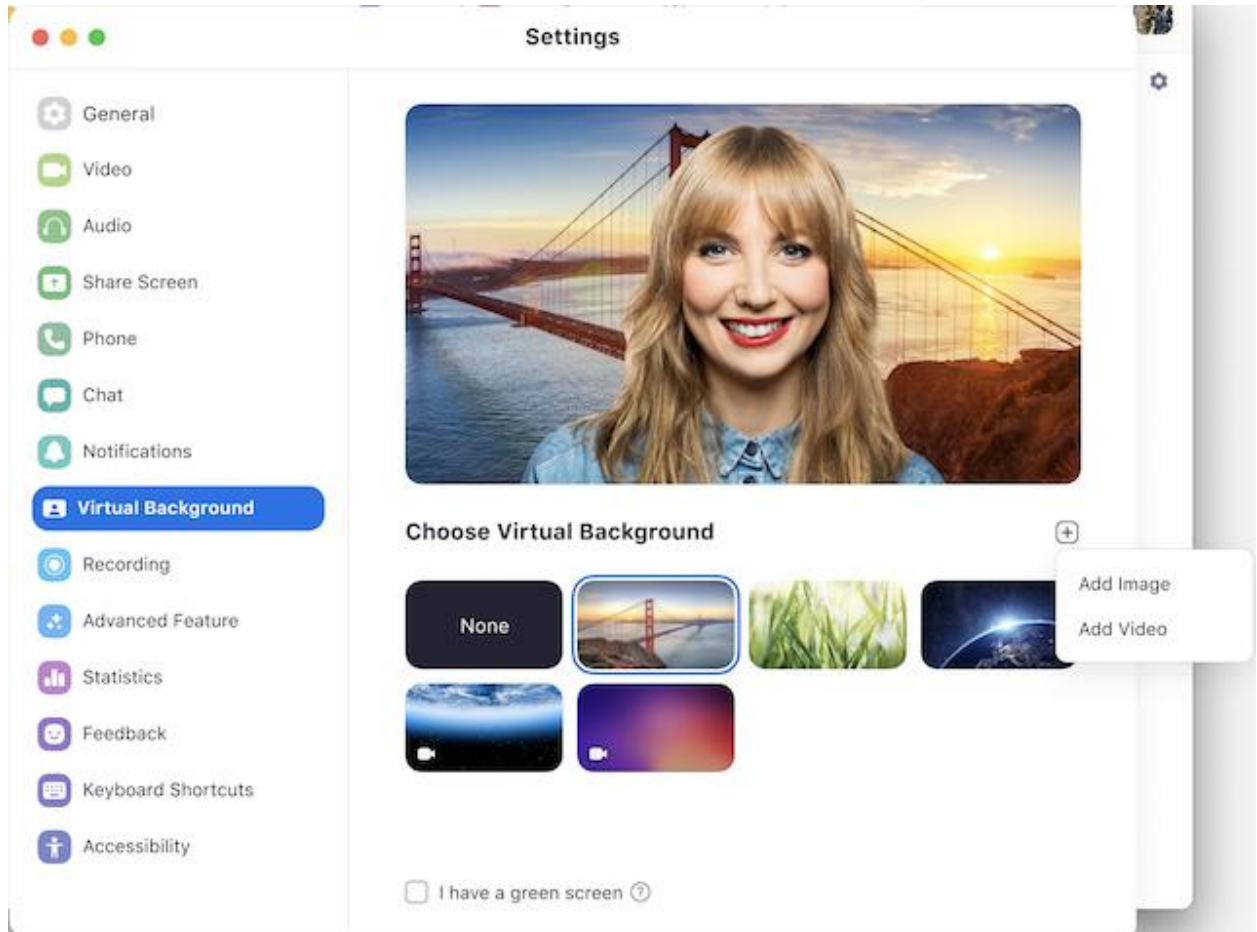 Settings
General
Video
Audio
Share Screen
Phone
Chat
Notifications
Virtual Background
Recording
Advanced Feature
Statistics
Feedback
Keyboard Shortcuts
Accessibility
Choose Virtual Background
Add Image
Add Video
None
I have a green screen ?